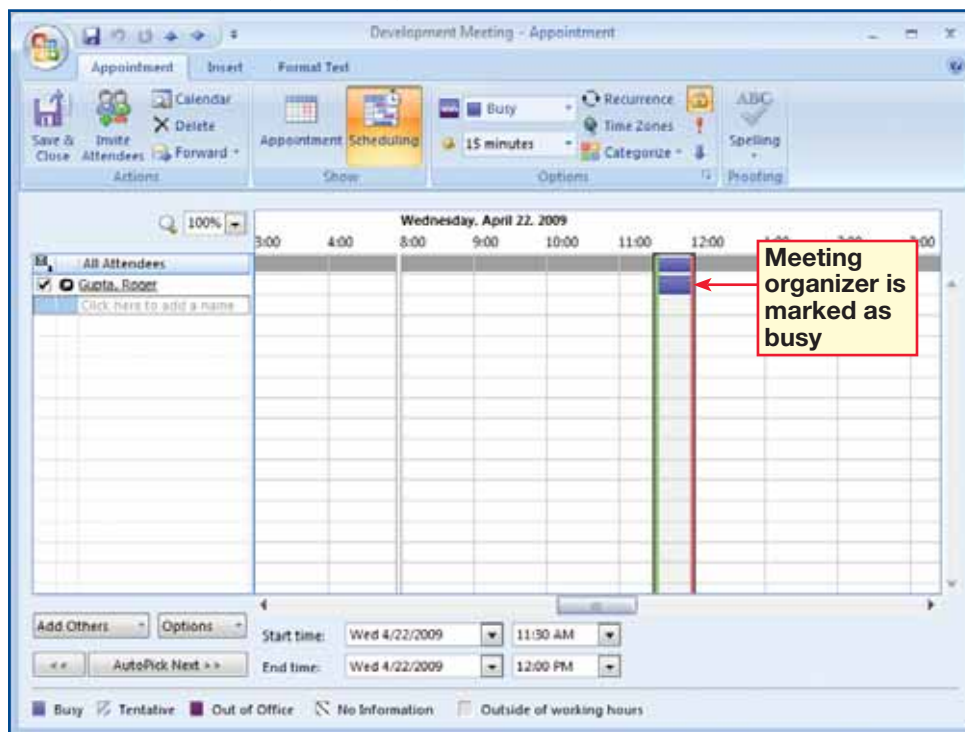 Development Meeting - Appointment
Appointment Insert Format Text
Save & Close
Invite Attendees
Calendar
Delete
Forward
Actions
Appointment
Scheduling
Show
Busy
15 minutes
Recurrence
Time Zones
Categorize
Options
ABC
Spelling
Proofing
100%
Wednesday, April 22, 2009
3:00 4:00 8:00 9:00 10:00 11:00 12:00
All Attendees
Gupta, Roger
Click here to add a name
Meeting
organizer is
marked as
busy
Add Others Options
Start time: Wed 4/22/2009 11:30 AM
<< AutoPick Next >>
End time: Wed 4/22/2009 12:00 PM
Busy Tentative Out of Office No Information Outside of working hours